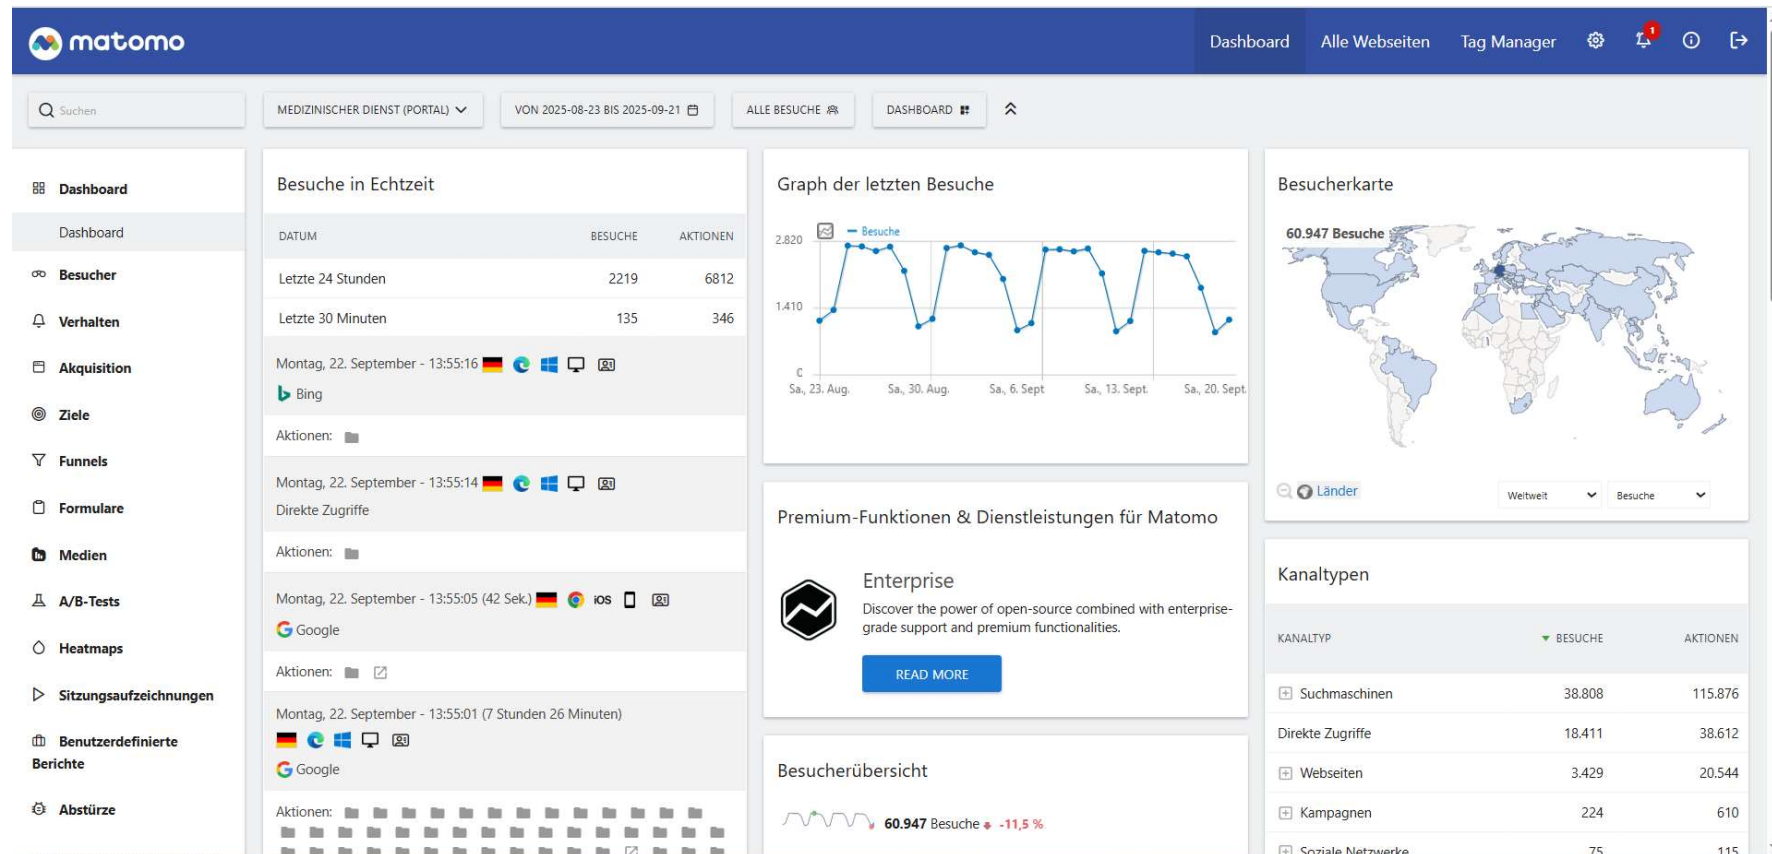 matomo
Dashboard
Alle Webseiten
Tag Manager
1
Suchen
MEDIZINISCHER DIENST (PORTAL)
VON 2025-08-23 BIS 2025-09-21
ALLE BESUCHE
DASHBOARD
Dashboard
Dashboard
Besucher
Verhalten
Akquisition
Ziele
Funnels
Formulare
Medien
A/B-Tests
Heatmaps
Sitzungsaufzeichnungen
Benutzerdefinierte
Berichte
Abstürze
Besuche in Echtzeit
DATUM BESUCHE AKTIONEN
Letzte 24 Stunden 2219 6812
Letzte 30 Minuten 135 346
Montag, 22. September - 13:55:16
Bing
Aktionen:
Montag, 22. September - 13:55:14
Direkte Zugriffe
Aktionen:
Montag, 22. September - 13:55:05 (42 Sek.) iOS
Google
Aktionen:
Montag, 22. September - 13:55:01 (7 Stunden 26 Minuten)
Google
Aktionen:
Graph der letzten Besuche
Besuche
2.820
1.410
0
Sa., 23. Aug. Sa., 30. Aug. Sa., 6. Sept Sa., 13. Sept. Sa., 20. Sept.
Premium-Funktionen & Dienstleistungen für Matomo
Enterprise
Discover the power of open-source combined with enterprise-
grade support and premium functionalities.
READ MORE
Besucherübersicht
60.947 Besuche -11,5 %
Besucherkarte
60.947 Besuche
Länder
Weltweit
Besuche
Kanaltypen
KANALTYP BESUCHE AKTIONEN
Suchmaschinen 38.808 115.876
Direkte Zugriffe 18.411 38.612
Webseiten 3.429 20.544
Kampagnen 224 610
Soziale Netzwerke 75 115